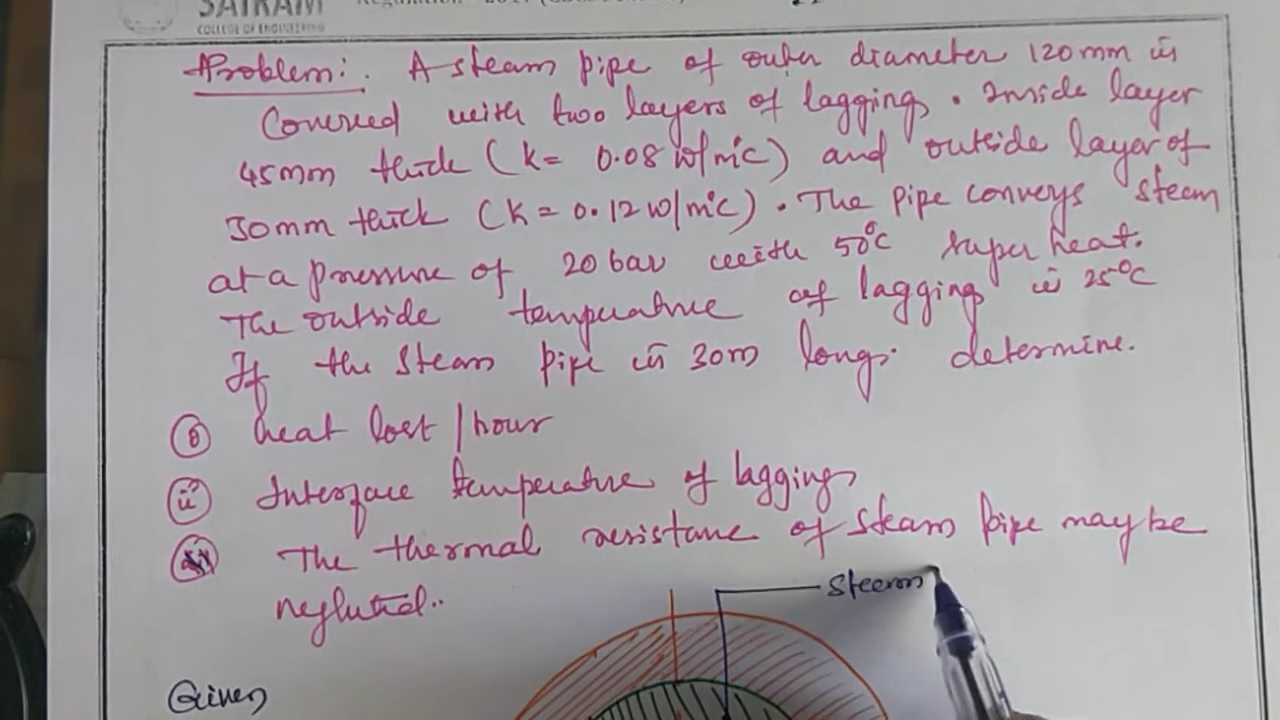 SAIRAM
COLLEGE OF ENGINEERING
Problem:. A steam pipe of outer diameter 120mm is
Covered with two layers of lagging. Inside layer
45mm thick (k= 0.08 w/m°c) and outside layer of
30mm thick (K = 0.12 w/m°c). The pipe conveys steam
at a pressure of 20 bar with 50°C super heat.
The outside temperature of lagging is 25°C
If the steam pipe is 30m long. determine.
(i) heat lost / hour
(ii) Interface temperature of lagging
The thermal resistance of steam pipe may be
neglected..
Steam
Given